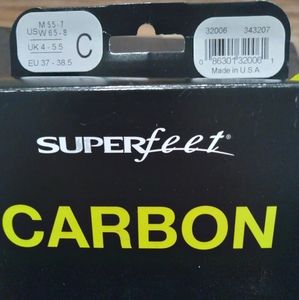 M 5.5 - 7
US W 6.5 - 8
UK 4 - 5.5
EU 37 - 38.5
C
32006 343207
0 86301 32006 1
Made in U.S.A
SUPERfeet®
CARBON